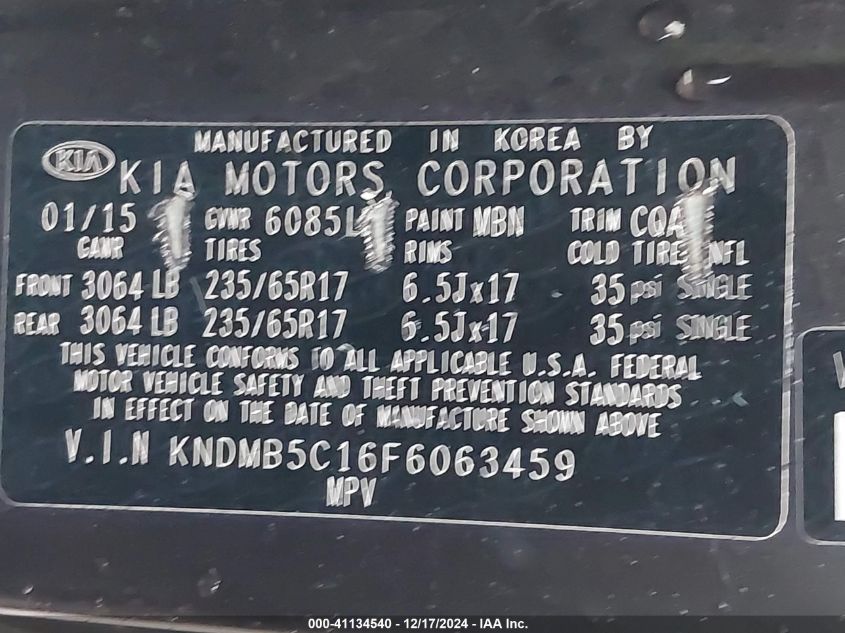 MANUFACTURED IN KOREA BY
KIA KIA MOTORS CORPORATION
01/15 GVWR 6085L PAINT MBN TRIM CQA
GAWR TIRES RIMS COLD TIRE INFL
FRONT 3064 LB 235/65R17 6.5Jx17 35 psi SINGLE
REAR 3064 LB 235/65R17 6.5Jx17 35 psi SINGLE
THIS VEHICLE CONFORMS TO ALL APPLICABLE U.S.A. FEDERAL
MOTOR VEHICLE SAFETY AND THEFT PREVENTION STANDARDS
IN EFFECT ON THE DATE OF MANUFACTURE SHOWN ABOVE
V.I.N KNDMB5C16F6063459
MPV
000-41134540 - 12/17/2024 - IAA Inc.